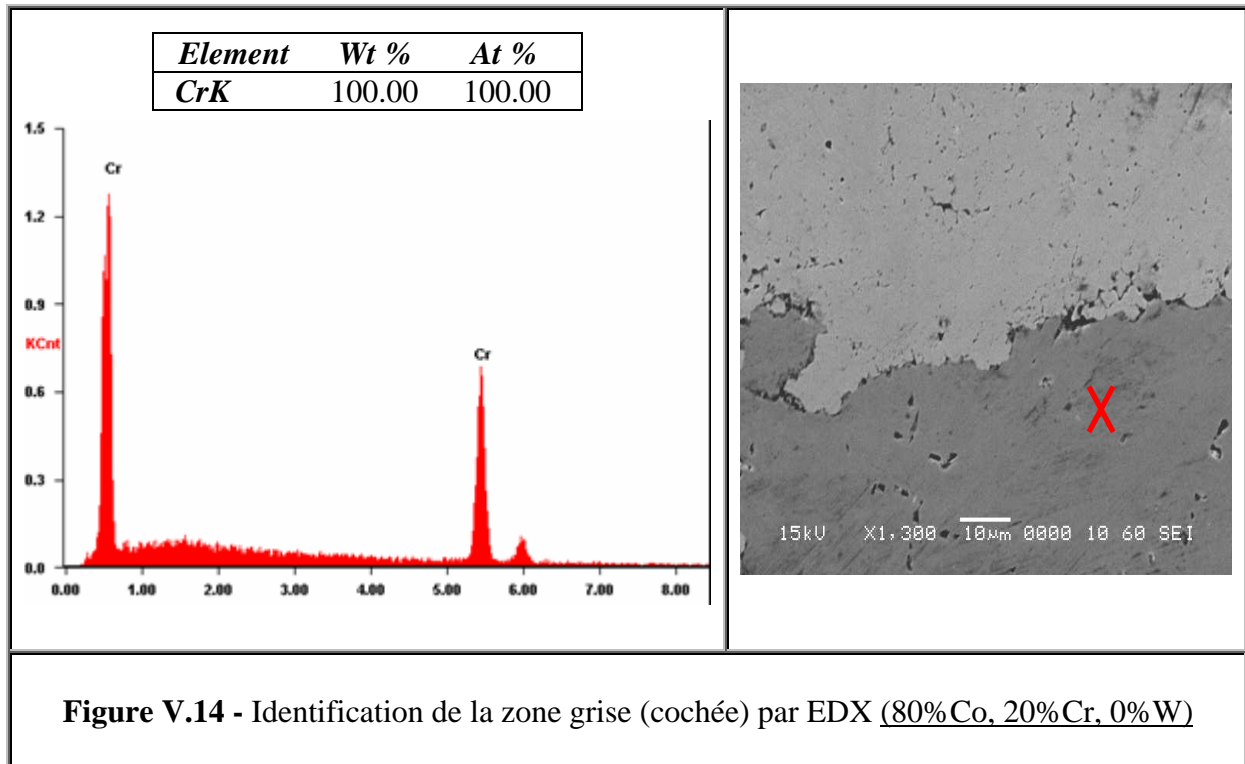 Element Wt % At %
CrK 100.00 100.00
1.5
1.2
0.9
KCnt
0.6
0.3
0.0
Cr
Cr
0.00 1.00 2.00 3.00 4.00 5.00 6.00 7.00 8.00
X
15kU X1,300 10µm 0000 10 60 SEI
Figure V.14 - Identification de la zone grise (cochée) par EDX (80%Co, 20%Cr, 0%W)